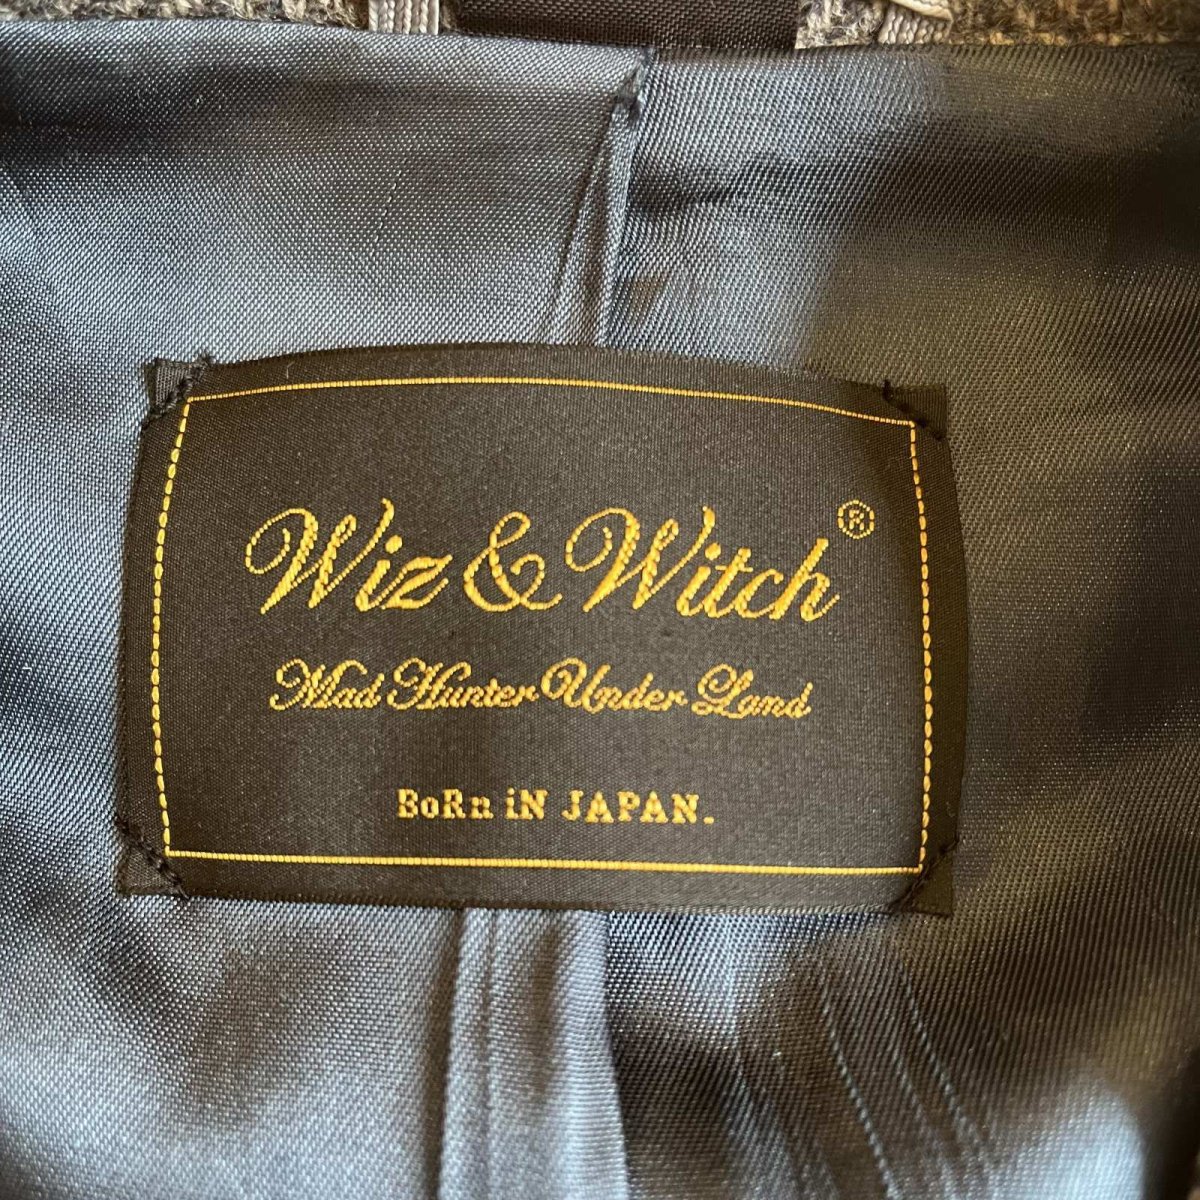 Wiz & Witch®
Mad Hunter Under Land
BoRn iN JAPAN.